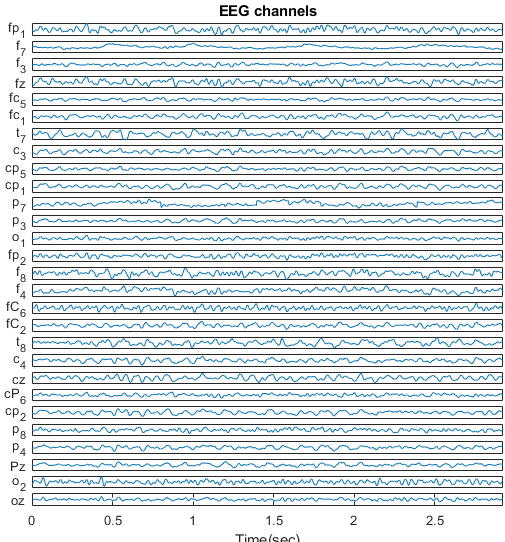 EEG channels
fp1
f7
f3
fz
fc5
fc1
t7
c3
cp5
cp1
p7
p3
o1
fp2
f8
f4
fC6
fC2
t8
c4
cz
cP6
cp2
p8
p4
Pz
o2
oz
0 0.5 1 1.5 2 2.5
Time(sec)